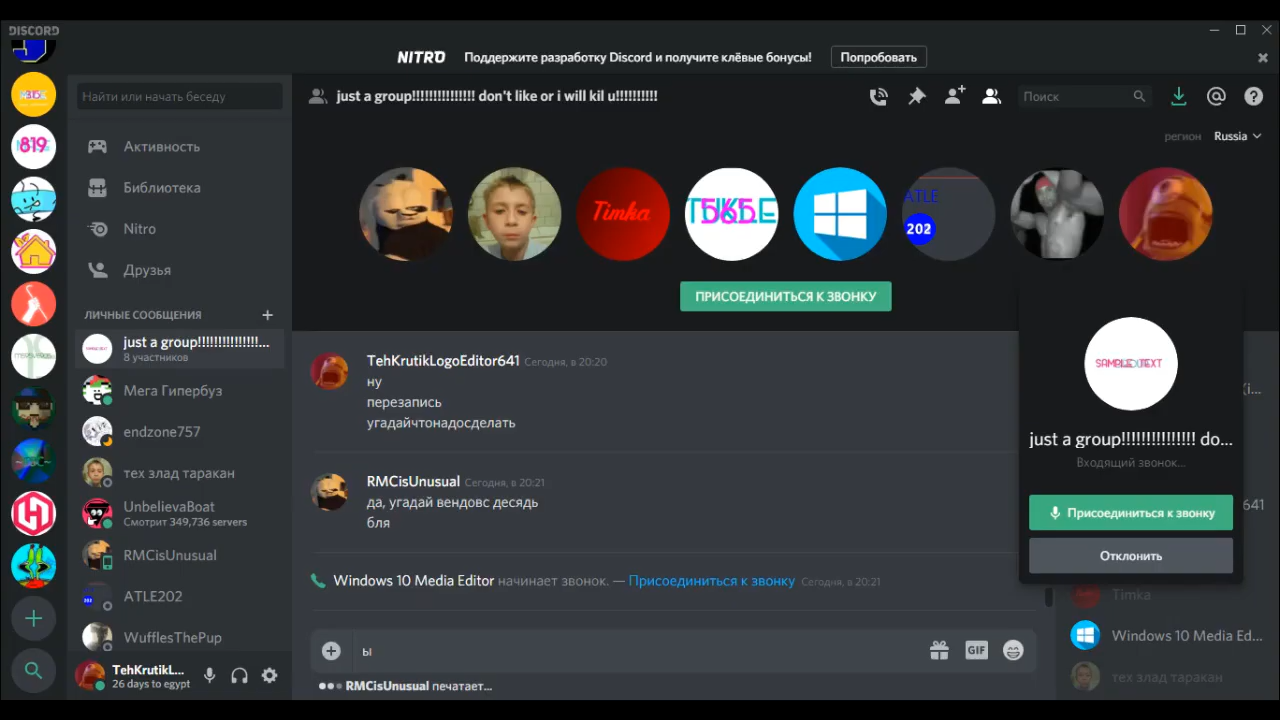 DISCORD
NITRO Поддержите разработку Discord и получите клёвые бонусы! Попробовать
Найти или начать беседу
just a group!!!!!!!!!!!!!!!! don't like or i will kil u!!!!!!!!!!
Поиск
регион Russia
819
Активность
Библиотека
Nitro
Друзья
Timka
565
ATLE
202
ПРИСОЕДИНИТЬСЯ К ЗВОНКУ
ЛИЧНЫЕ СООБЩЕНИЯ
just a group!!!!!!!!!!!!!!!...
8 участников
Мега Гипербуз
endzone757
тех злад таракан
UnbelievaBoat
Смотрит 349,736 servers
RMCisUnusual
ATLE202
WufflesThePup
TehKrutikL...
26 days to egypt
TehKrutikLogoEditor641 Сегодня, в 20:20
ну
перезапись
угадайчтонадосделать
RMCisUnusual Сегодня, в 20:21
да, угадай вендовс десядь
бля
Windows 10 Media Editor начинает звонок. — Присоединиться к звонку Сегодня, в 20:21
ы
GIF
RMCisUnusual печатает...
SAMPLE TEXT
just a group!!!!!!!!!!!!!!!! do...
Входящий звонок...
Присоединиться к звонку
Отклонить
641
Timka
Windows 10 Media Ed...
тех злад таракан